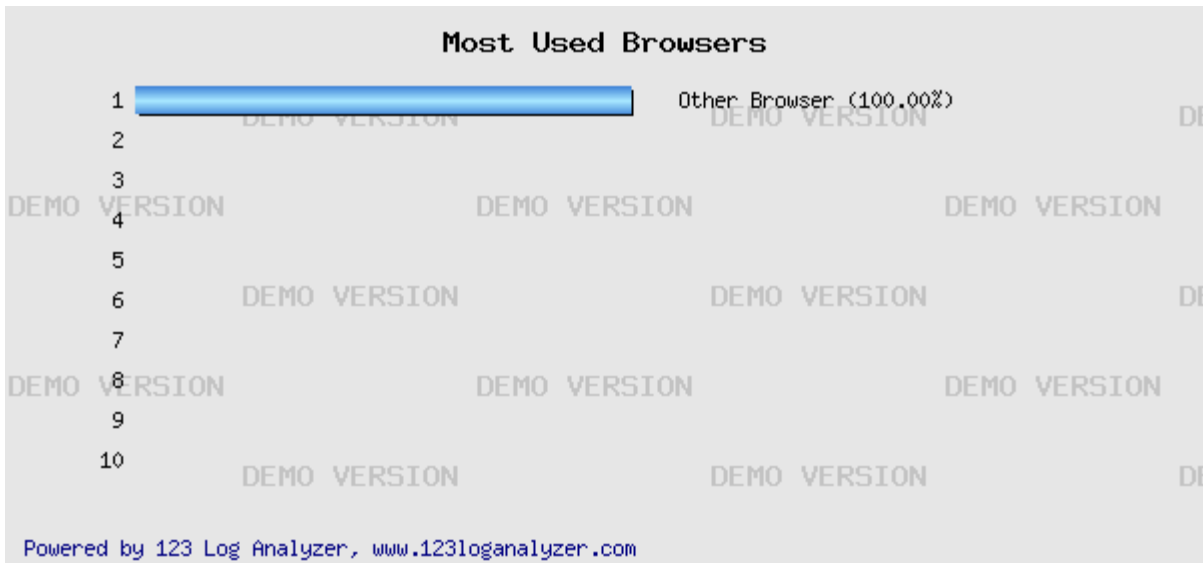 Most Used Browsers
1 Other Browser (100.00%)
DEMO VERSION DEMO VERSION
2
3
DEMO VERSION DEMO VERSION DEMO VERSION
4
5
6 DEMO VERSION DEMO VERSION
7
8
DEMO VERSION DEMO VERSION DEMO VERSION
9
10
DEMO VERSION DEMO VERSION
Powered by 123 Log Analyzer, www.123loganalyzer.com